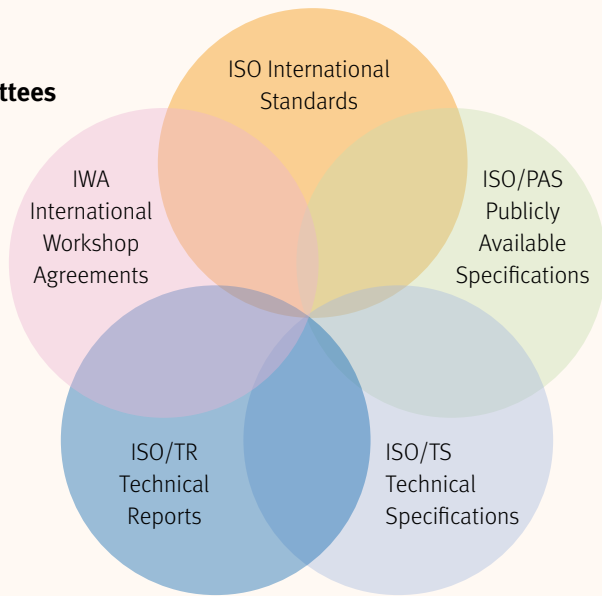 ttees
ISO International
Standards
IWA
International
Workshop
Agreements
ISO/PAS
Publicly
Available
Specifications
ISO/TR
Technical
Reports
ISO/TS
Technical
Specifications